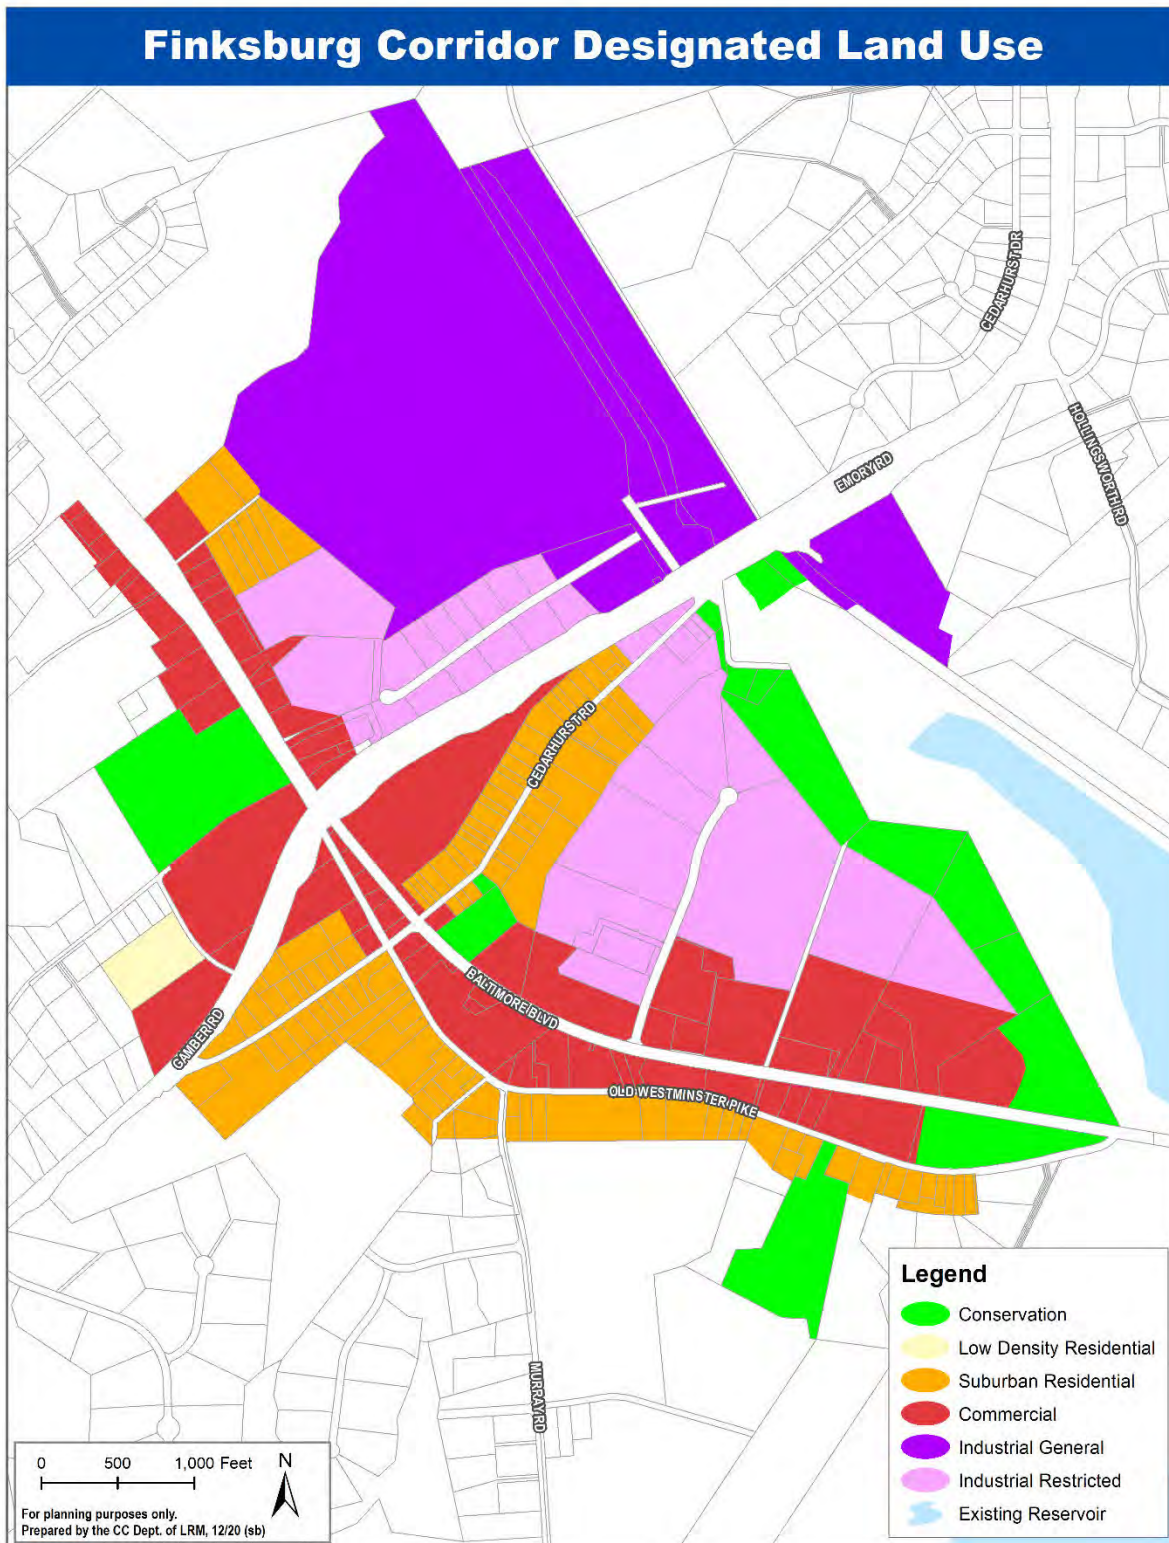 Finksburg Corridor Designated Land Use
CEDARHURST DR
HOLLINGSWORTH RD
EMORY RD
CEDARHURST RD
BALTIMORE BLVD
GAMBER RD
OLD WESTMINSTER PIKE
MURRAY RD
Legend
Conservation
Low Density Residential
Suburban Residential
Commercial
Industrial General
Industrial Restricted
Existing Reservoir
0 500 1,000 Feet
N
For planning purposes only.
Prepared by the CC Dept. of LRM, 12/20 (sb)